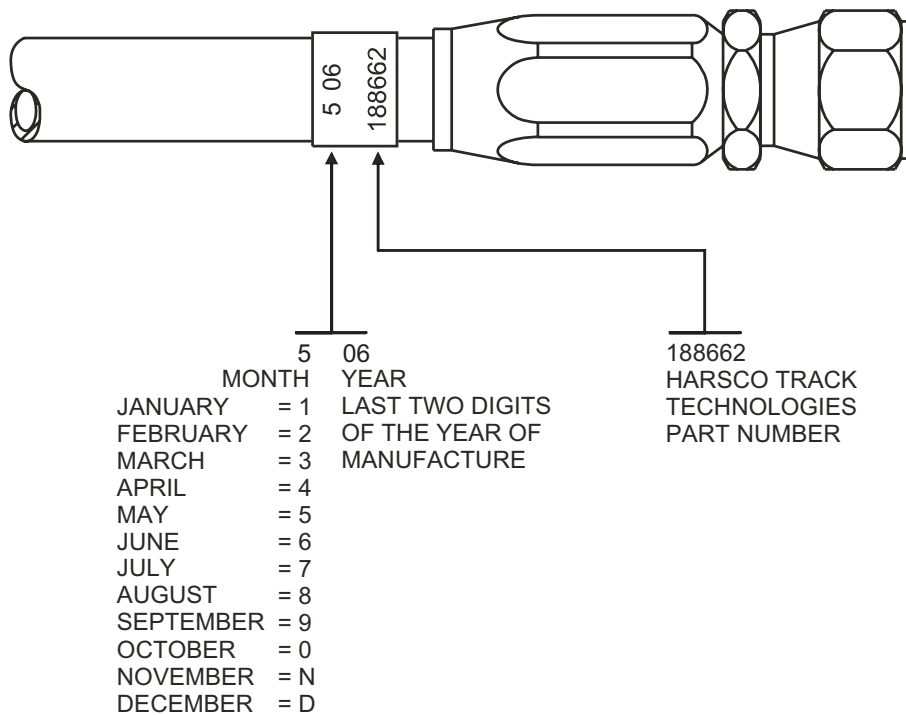 5 06
188662
5 06
MONTH YEAR
JANUARY = 1 LAST TWO DIGITS
FEBRUARY = 2 OF THE YEAR OF
MARCH = 3 MANUFACTURE
APRIL = 4
MAY = 5
JUNE = 6
JULY = 7
AUGUST = 8
SEPTEMBER = 9
OCTOBER = 0
NOVEMBER = N
DECEMBER = D
188662
HARSCO TRACK
TECHNOLOGIES
PART NUMBER